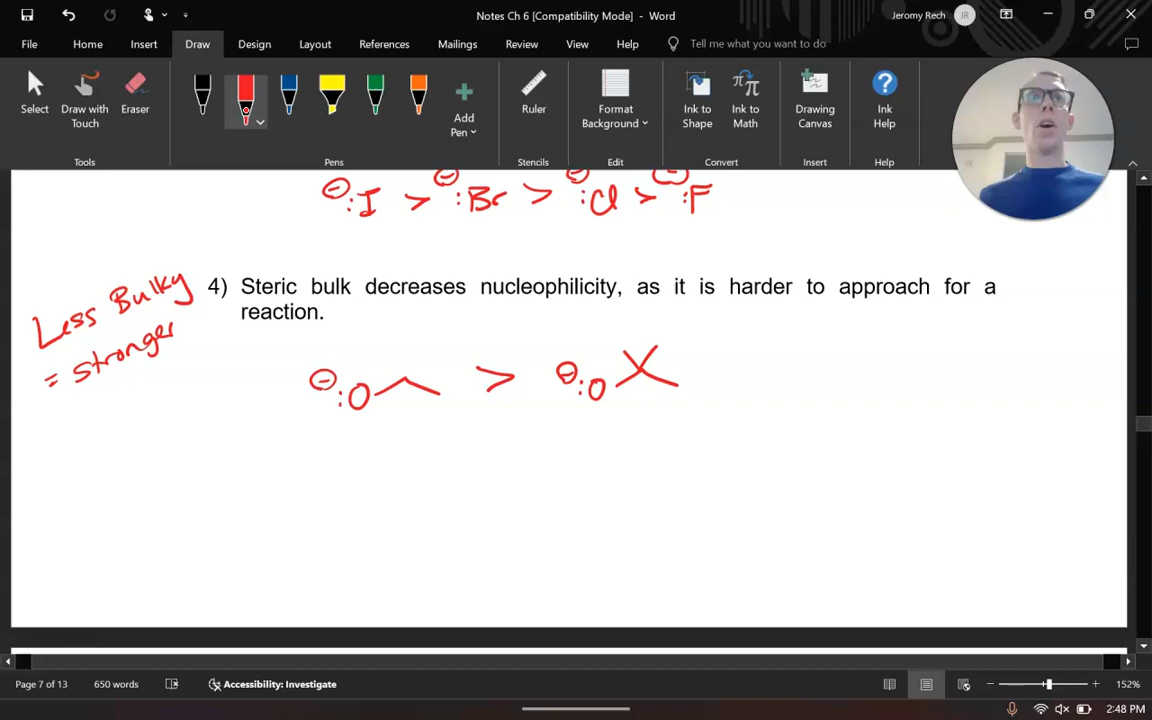 Notes Ch 6 [Compatibility Mode] - Word
Jeromy Rech JR
File Home Insert Draw Design Layout References Mailings Review View Help Tell me what you want to do
Select Draw with Touch Eraser Add Pen Ruler Format Background Ink to Shape Ink to Math Drawing Canvas Ink Help
Tools Pens Stencils Edit Convert Insert Help
⊖:I > ⊖:Br > ⊖:Cl > ⊖:F
4) Steric bulk decreases nucleophilicity, as it is harder to approach for a
reaction.
Less Bulky
= stronger
⊖:O > ⊖:O
Page 7 of 13 650 words Accessibility: Investigate 152%
2:48 PM